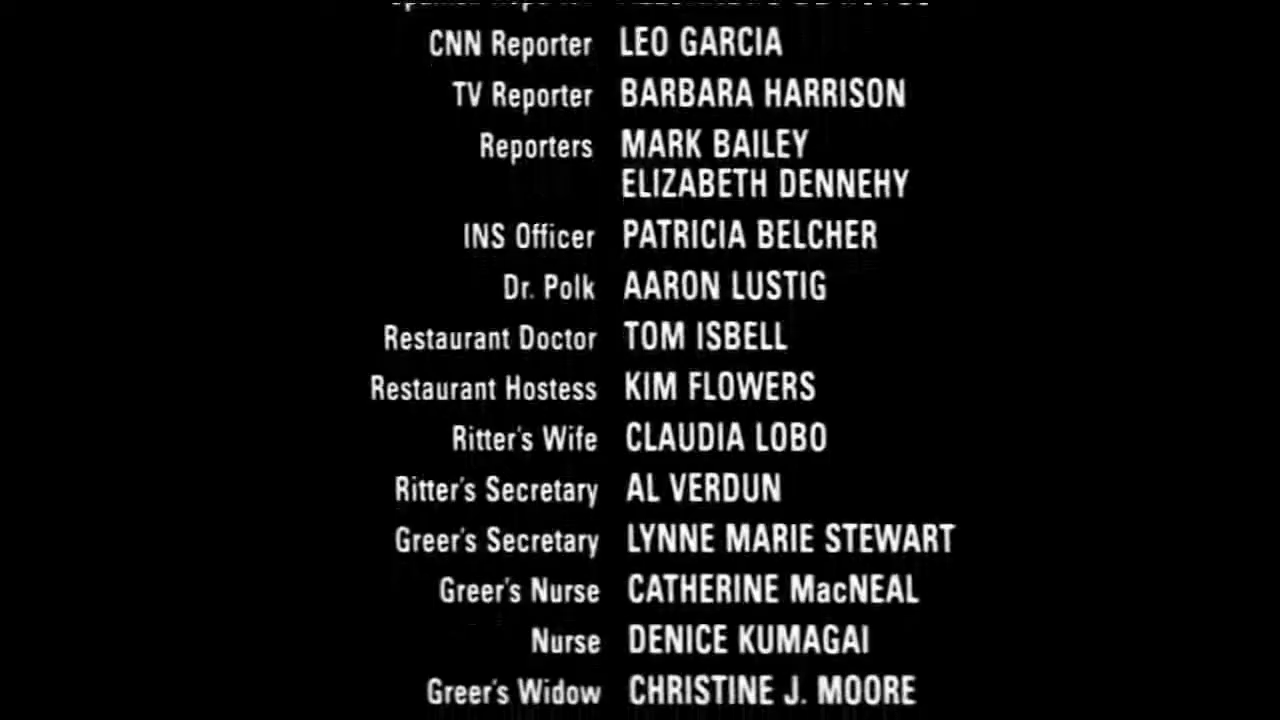 CNN Reporter LEO GARCIA
TV Reporter BARBARA HARRISON
Reporters MARK BAILEY
ELIZABETH DENNEHY
INS Officer PATRICIA BELCHER
Dr. Polk AARON LUSTIG
Restaurant Doctor TOM ISBELL
Restaurant Hostess KIM FLOWERS
Ritter's Wife CLAUDIA LOBO
Ritter's Secretary AL VERDUN
Greer's Secretary LYNNE MARIE STEWART
Greer's Nurse CATHERINE MacNEAL
Nurse DENICE KUMAGAI
Greer's Widow CHRISTINE J. MOORE